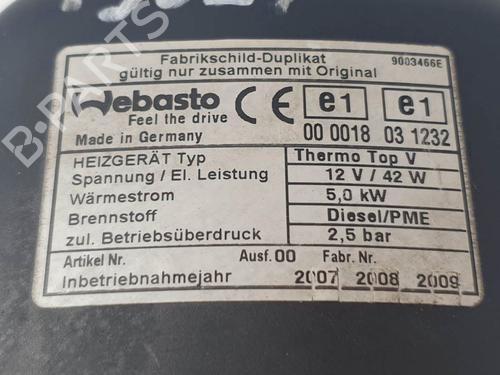 Fabrikschild-Duplikat
gültig nur zusammen mit Original
9003466E
Webasto
Feel the drive
Made in Germany
CE
e1
e1
00 0018
03 1232
HEIZGERÄT Typ
Thermo Top V
Spannung / El. Leistung
12 V / 42 W
Wärmestrom
5,0 kW
Brennstoff
Diesel/PME
zul. Betriebsüberdruck
2,5 bar
Artikel Nr.
Ausf.00
Fabr. Nr.
Inbetriebnahmejahr
2007
2008
2009
B-PARTS